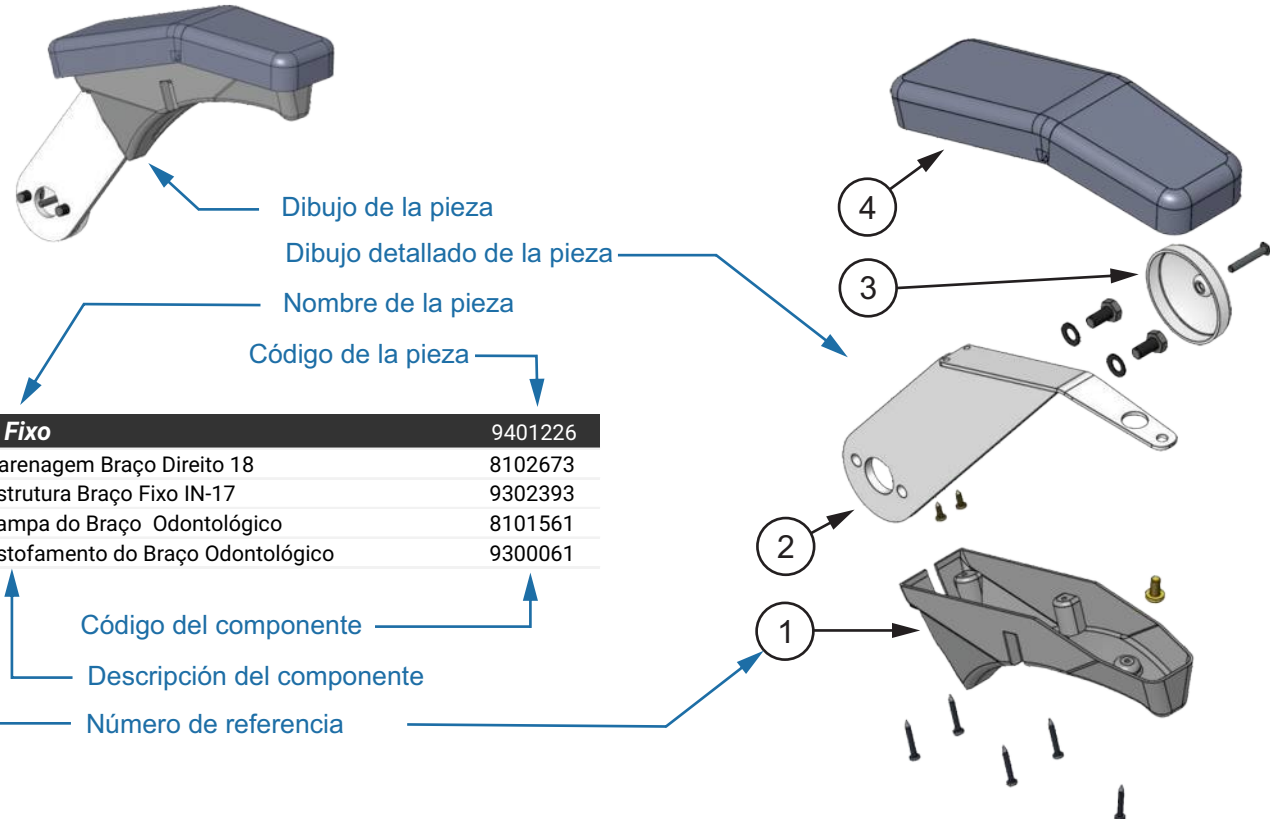 Dibujo de la pieza
Dibujo detallado de la pieza
Nombre de la pieza
Código de la pieza
Fixo 9401226
arenagem Braço Direito 18 8102673
strutura Braço Fixo IN-17 9302393
ampa do Braço Odontológico 8101561
stofamento do Braço Odontológico 9300061
Código del componente
Descripción del componente
Número de referencia
4
3
2
1